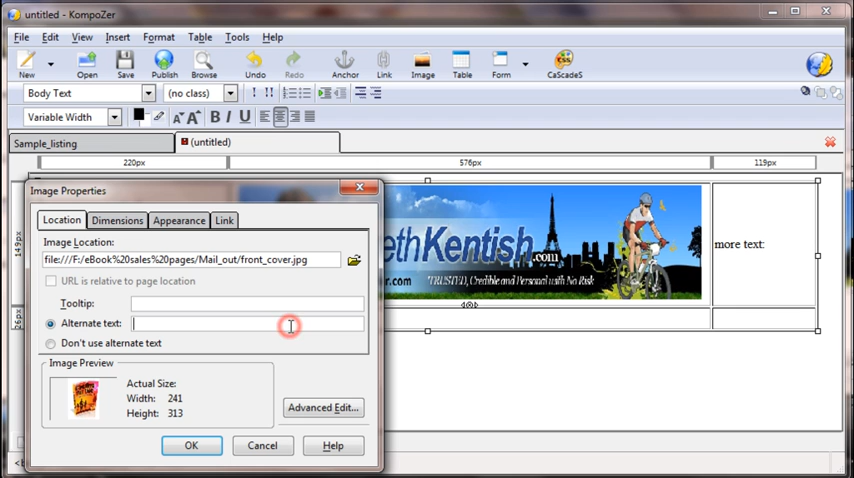 untitled - KompoZer
File Edit View Insert Format Table Tools Help
New Open Save Publish Browse Undo Redo Anchor Link Image Table Form CaScadeS
Body Text (no class)
Variable Width B I U
Sample_listing (untitled)
220px 576px 119px
149px
26px
Image Properties
Location Dimensions Appearance Link
Image Location:
file:///F:/eBook%20sales%20pages/Mail_out/front_cover.jpg
URL is relative to page location
Tooltip:
Alternate text:
Don't use alternate text
Image Preview
Actual Size:
Width: 241
Height: 313
Advanced Edit...
OK Cancel Help
ethKentish.com
er.com "TRUSTED, Credible and Personal with No Risk
more text: